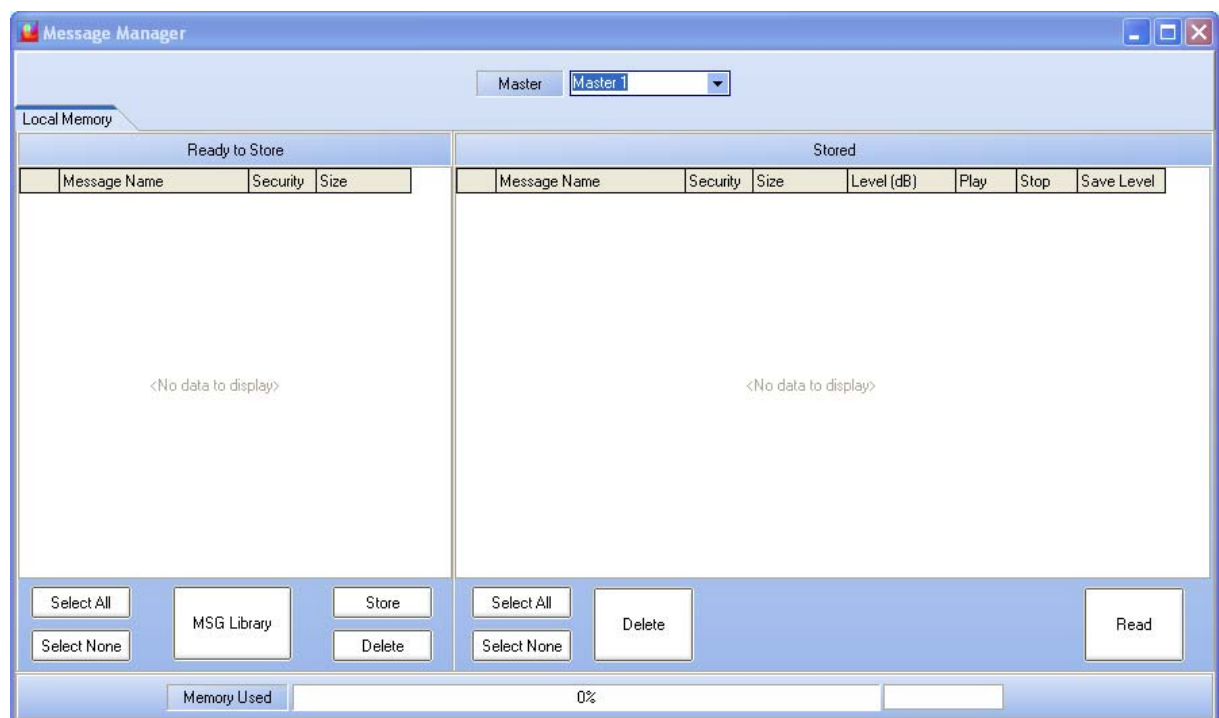 Message Manager
Master Master 1
Local Memory
Ready to Store
Stored
Message Name Security Size
Message Name Security Size Level (dB) Play Stop Save Level
<No data to display>
<No data to display>
Select All
Select None
MSG Library
Store
Delete
Select All
Select None
Delete
Read
Memory Used 0%